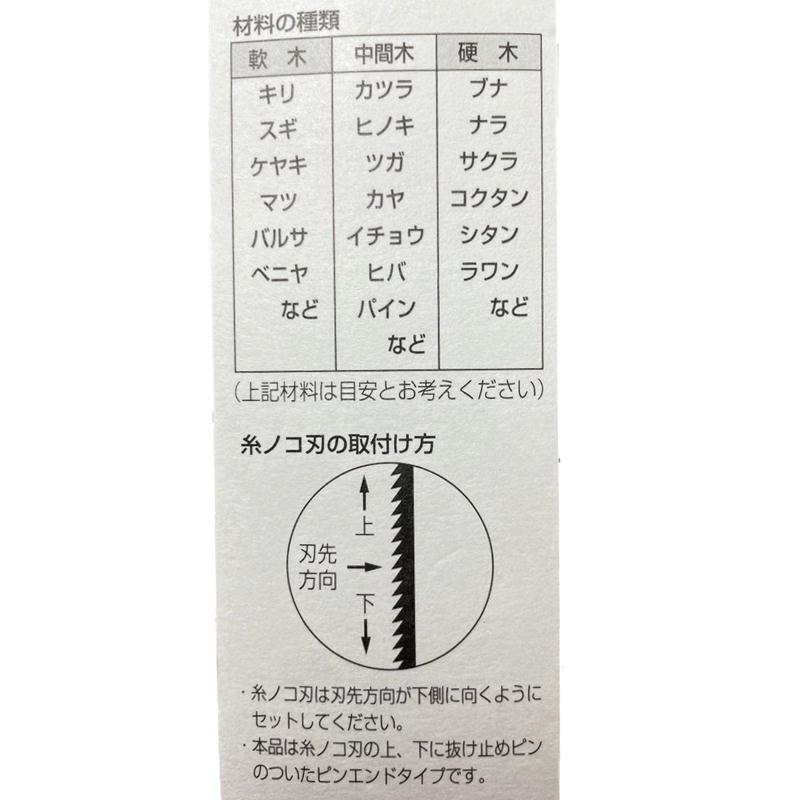 材料の種類
軟木 中間木 硬木
キリ カツラ ブナ
スギ ヒノキ ナラ
ケヤキ ツガ サクラ
マツ カヤ コクタン
バルサ イチョウ シタン
ベニヤ ヒバ ラワン
など パイン など
など
(上記材料は目安とお考えください)
糸ノコ刃の取付け方
上
刃先
方向
下
・糸ノコ刃は刃先方向が下側に向くように
セットしてください。
・本品は糸ノコ刃の上、下に抜け止めピン
のついたピンエンドタイプです。